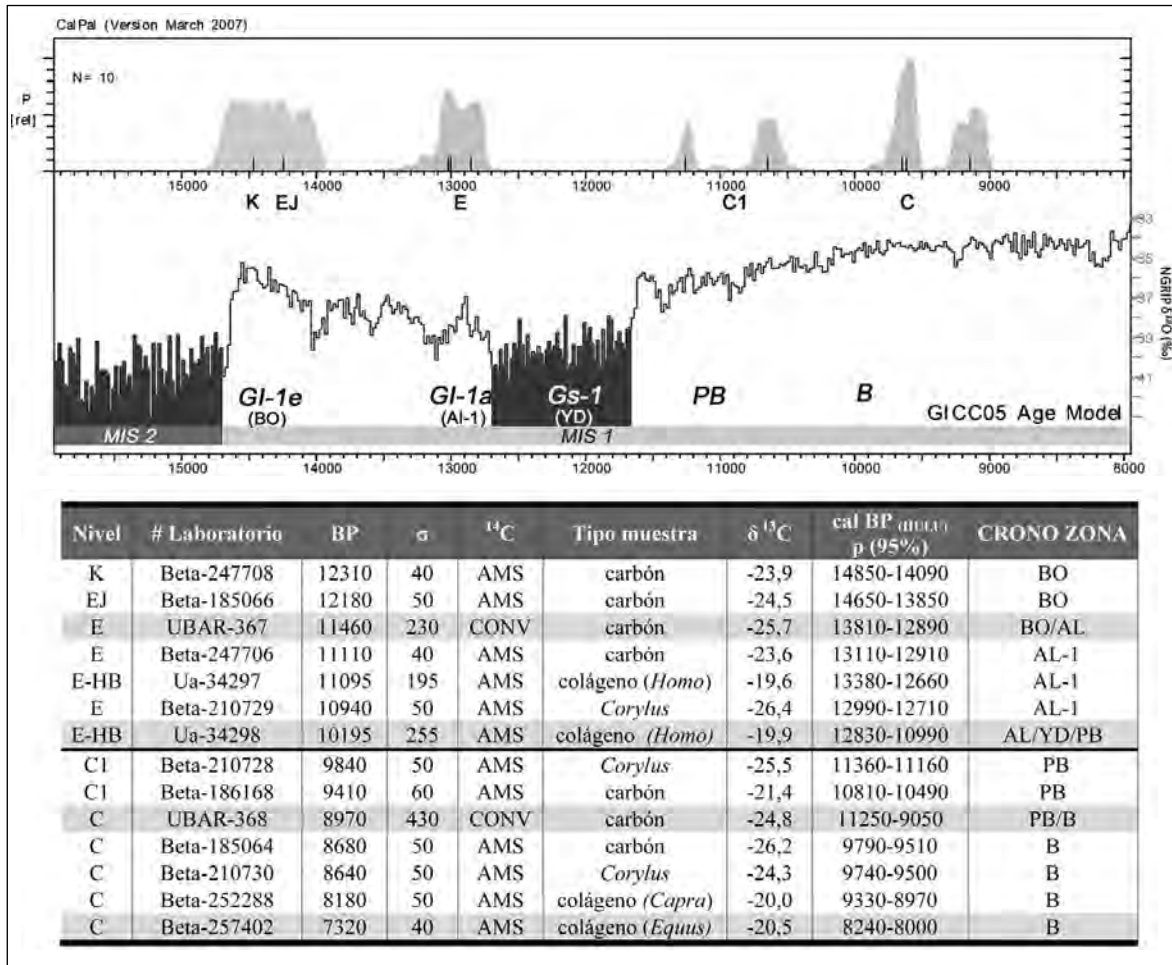 CalPal (Version March 2007)
N= 10
P
[rel]
15000 14000 13000 12000 11000 10000 9000
K EJ E C1 C
NGRIP δ18O (‰)
GI-1e GI-1a Gs-1 PB B
(BO) (Al-1) (YD)
GICC05 Age Model
MIS 2 MIS 1
15000 14000 13000 12000 11000 10000 9000 8000
Nivel # Laboratorio BP σ 14C Tipo muestra δ 13C cal BP (HULU) p (95%) CRONO ZONA
K Beta-247708 12310 40 AMS carbón -23,9 14850-14090 BO
EJ Beta-185066 12180 50 AMS carbón -24,5 14650-13850 BO
E UBAR-367 11460 230 CONV carbón -25,7 13810-12890 BO/AL
E Beta-247706 11110 40 AMS carbón -23,6 13110-12910 AL-1
E-HB Ua-34297 11095 195 AMS colágeno (Homo) -19,6 13380-12660 AL-1
E Beta-210729 10940 50 AMS Corylus -26,4 12990-12710 AL-1
E-HB Ua-34298 10195 255 AMS colágeno (Homo) -19,9 12830-10990 AL/YD/PB
C1 Beta-210728 9840 50 AMS Corylus -25,5 11360-11160 PB
C1 Beta-186168 9410 60 AMS carbón -21,4 10810-10490 PB
C UBAR-368 8970 430 CONV carbón -24,8 11250-9050 PB/B
C Beta-185064 8680 50 AMS carbón -26,2 9790-9510 B
C Beta-210730 8640 50 AMS Corylus -24,3 9740-9500 B
C Beta-252288 8180 50 AMS colágeno (Capra) -20,0 9330-8970 B
C Beta-257402 7320 40 AMS colágeno (Equus) -20,5 8240-8000 B